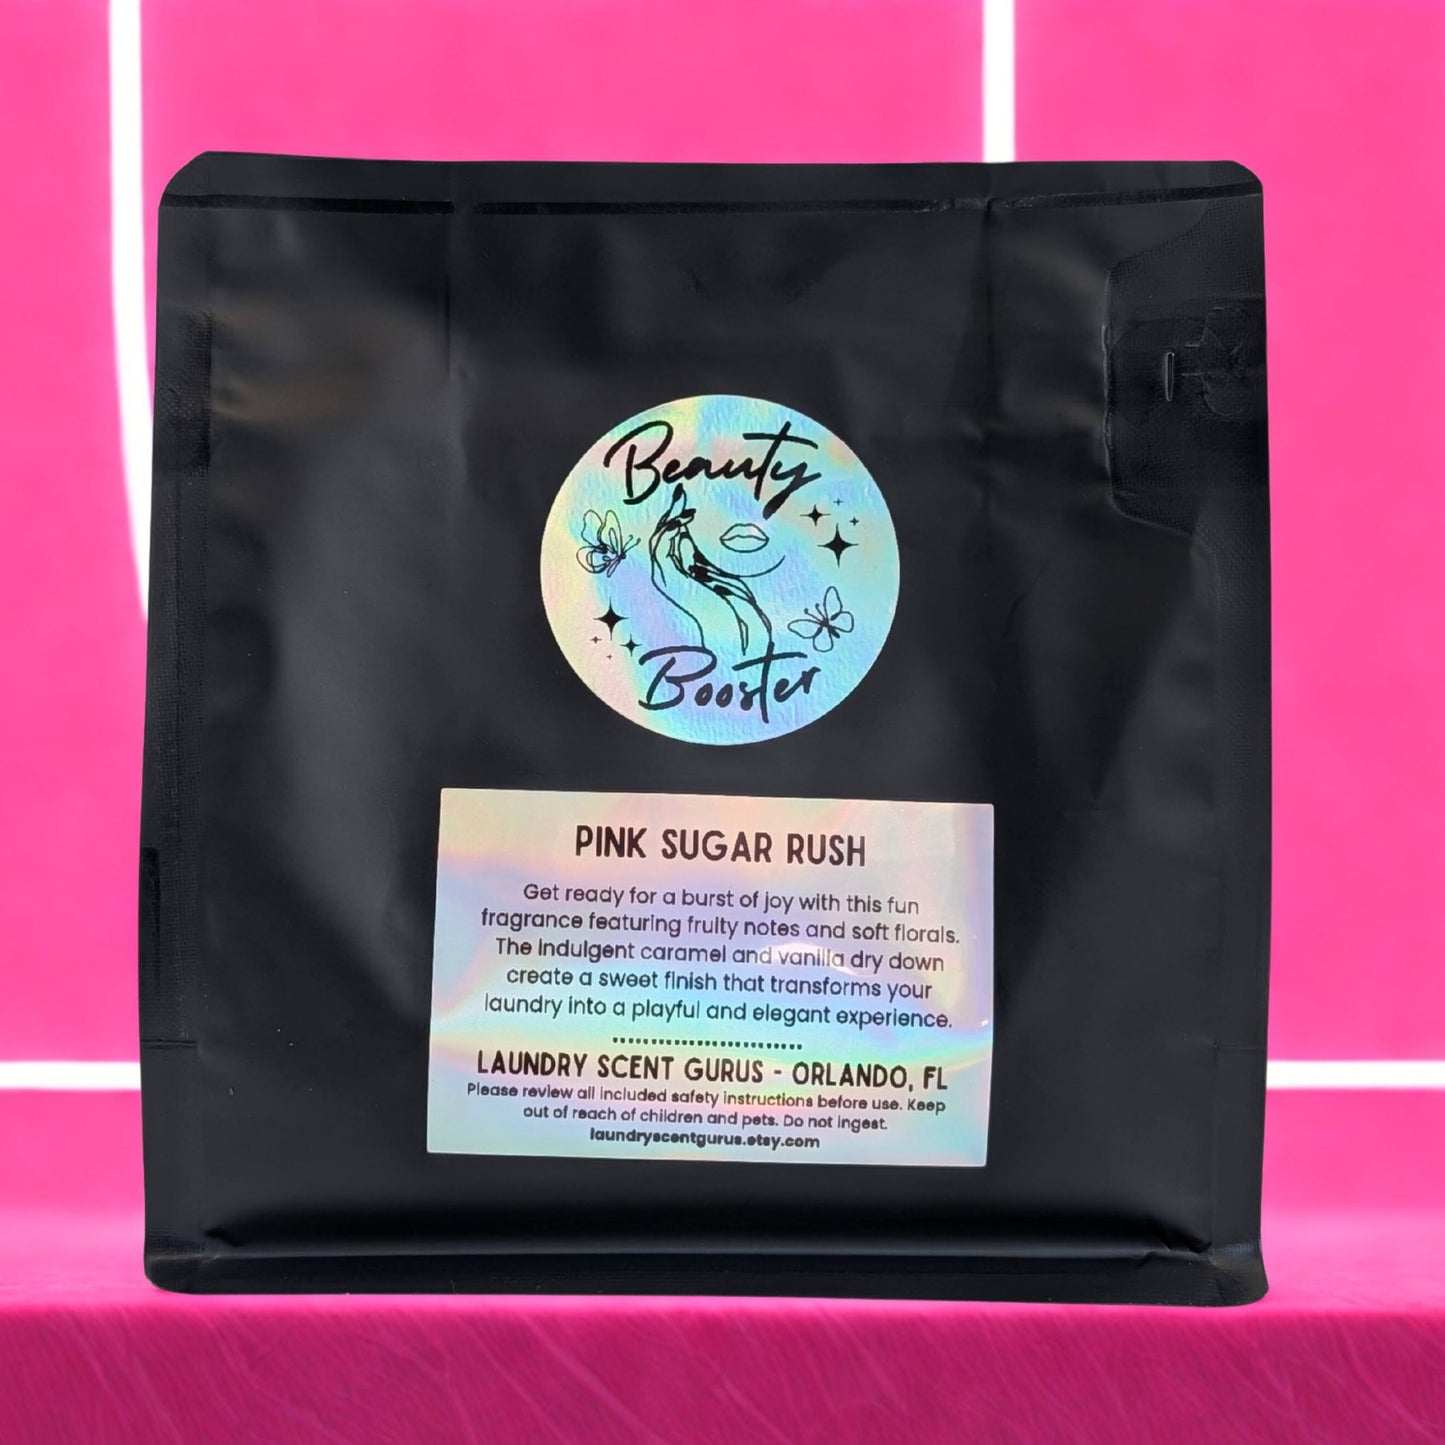 Beauty
Booster
PINK SUGAR RUSH
Get ready for a burst of joy with this fun
fragrance featuring fruity notes and soft florals.
The indulgent caramel and vanilla dry down
create a sweet finish that transforms your
laundry into a playful and elegant experience.
LAUNDRY SCENT GURUS - ORLANDO, FL
Please review all included safety instructions before use. Keep
out of reach of children and pets. Do not ingest.
laundryscentgurus.etsy.com